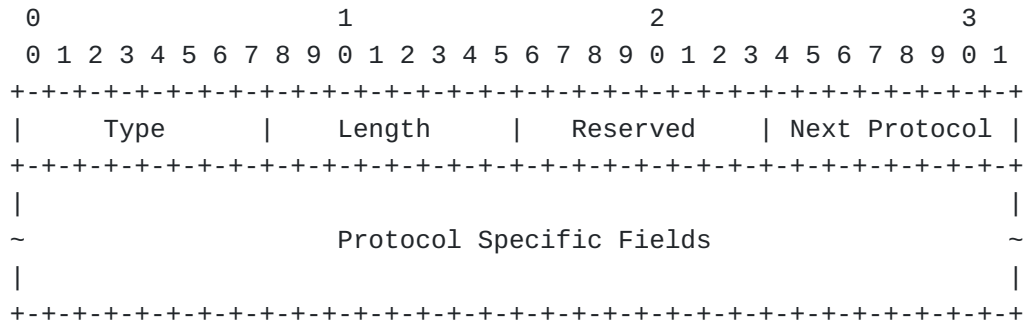 0                   1                   2                   3
 0 1 2 3 4 5 6 7 8 9 0 1 2 3 4 5 6 7 8 9 0 1 2 3 4 5 6 7 8 9 0 1
+-+-+-+-+-+-+-+-+-+-+-+-+-+-+-+-+-+-+-+-+-+-+-+-+-+-+-+-+-+-+-+-+
|     Type      |    Length     |   Reserved    | Next Protocol |
+-+-+-+-+-+-+-+-+-+-+-+-+-+-+-+-+-+-+-+-+-+-+-+-+-+-+-+-+-+-+-+-+
|                                                               |
~                    Protocol Specific Fields                   ~
|                                                               |
+-+-+-+-+-+-+-+-+-+-+-+-+-+-+-+-+-+-+-+-+-+-+-+-+-+-+-+-+-+-+-+-+